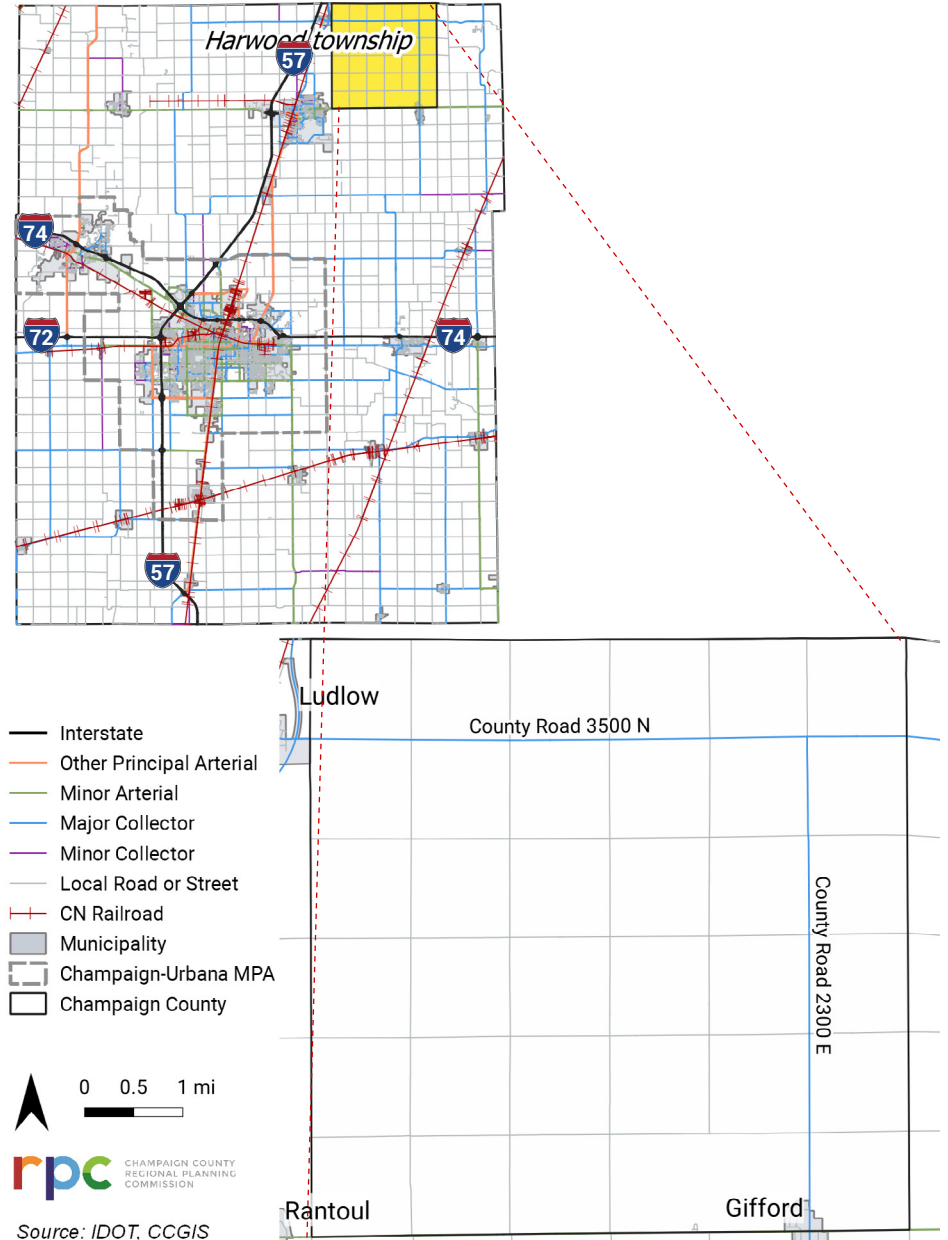 Harwood township
57
74
72
74
57
Ludlow
County Road 3500 N
County Road 2300 E
Rantoul
Gifford
Interstate
Other Principal Arterial
Minor Arterial
Major Collector
Minor Collector
Local Road or Street
CN Railroad
Municipality
Champaign-Urbana MPA
Champaign County
0 0.5 1 mi
rpc
CHAMPAIGN COUNTY
REGIONAL PLANNING
COMMISSION
Source: IDOT, CCGIS